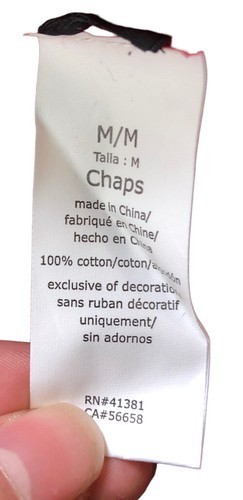 M/M
Talla : M
Chaps
made in China/
fabriqué en Chine/
hecho en China
100% cotton/coton/algodón
exclusive of decoration
sans ruban décoratif
uniquement/
sin adornos
RN#41381
CA#56658